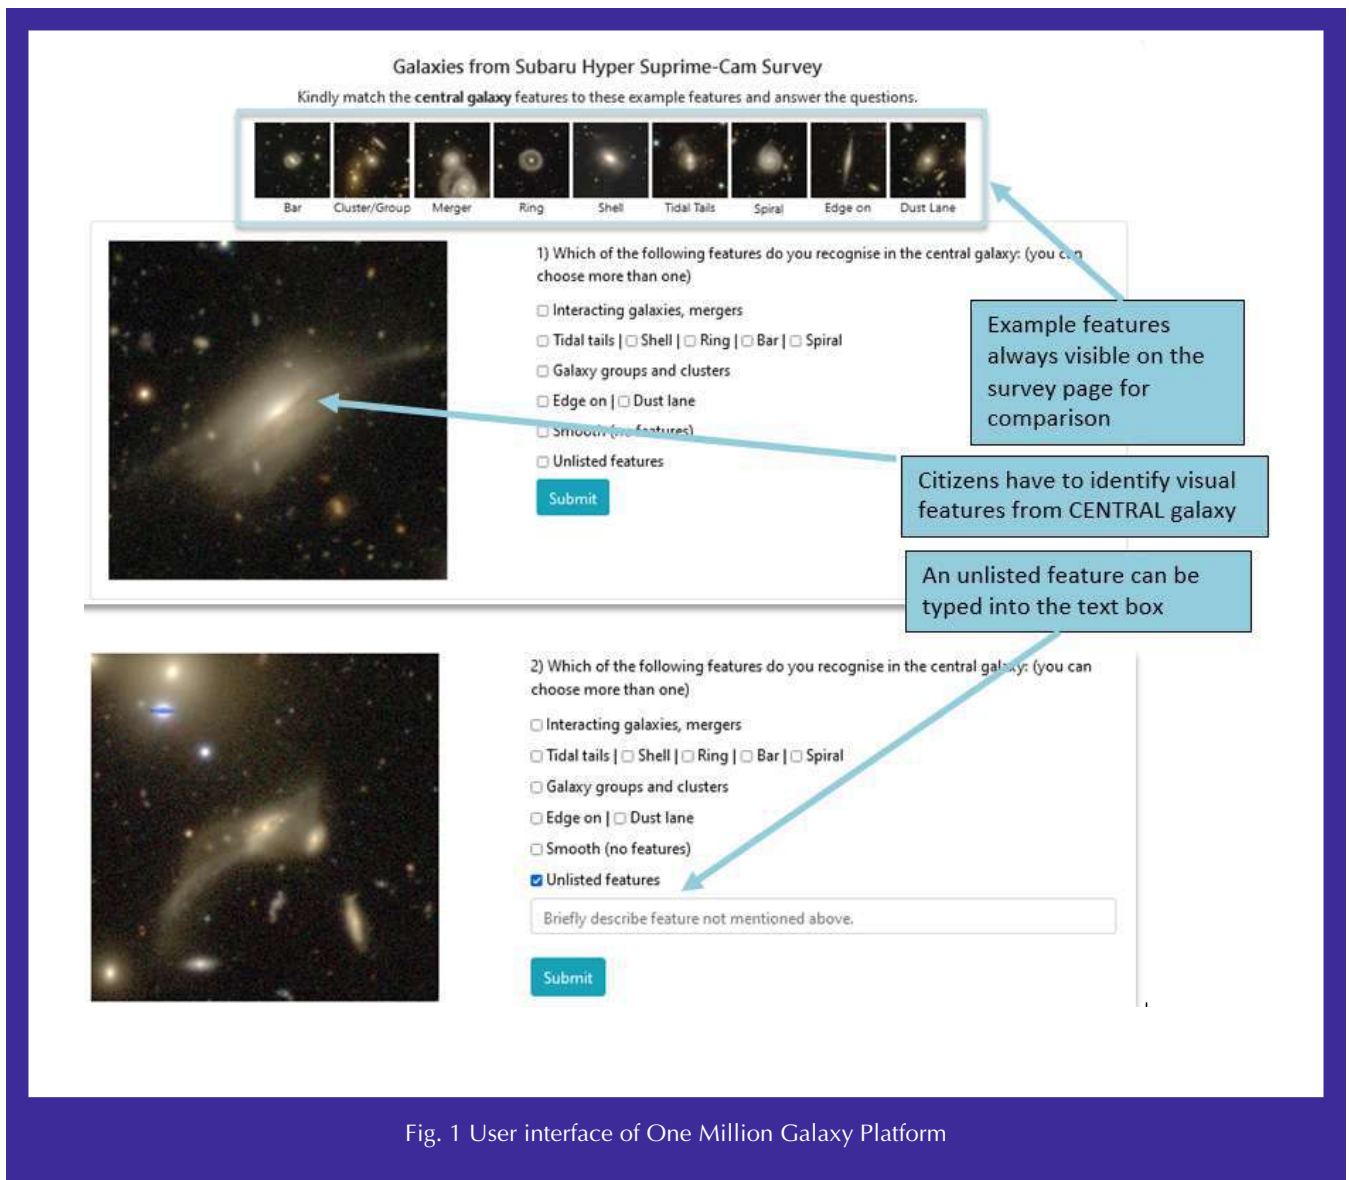 Galaxies from Subaru Hyper Suprime-Cam Survey
Kindly match the central galaxy features to these example features and answer the questions.
Bar Cluster/Group Merger Ring Shell Tidal Tails Spiral Edge on Dust Lane
1) Which of the following features do you recognise in the central galaxy: (you can
choose more than one)
Interacting galaxies, mergers
Tidal tails | Shell | Ring | Bar | Spiral
Galaxy groups and clusters
Edge on | Dust lane
Smooth (no features)
Unlisted features
Submit
Example features
always visible on the
survey page for
comparison
Citizens have to identify visual
features from CENTRAL galaxy
An unlisted feature can be
typed into the text box
2) Which of the following features do you recognise in the central galaxy: (you can
choose more than one)
Interacting galaxies, mergers
Tidal tails | Shell | Ring | Bar | Spiral
Galaxy groups and clusters
Edge on | Dust lane
Smooth (no features)
Unlisted features
Briefly describe feature not mentioned above.
Submit
Fig. 1 User interface of One Million Galaxy Platform